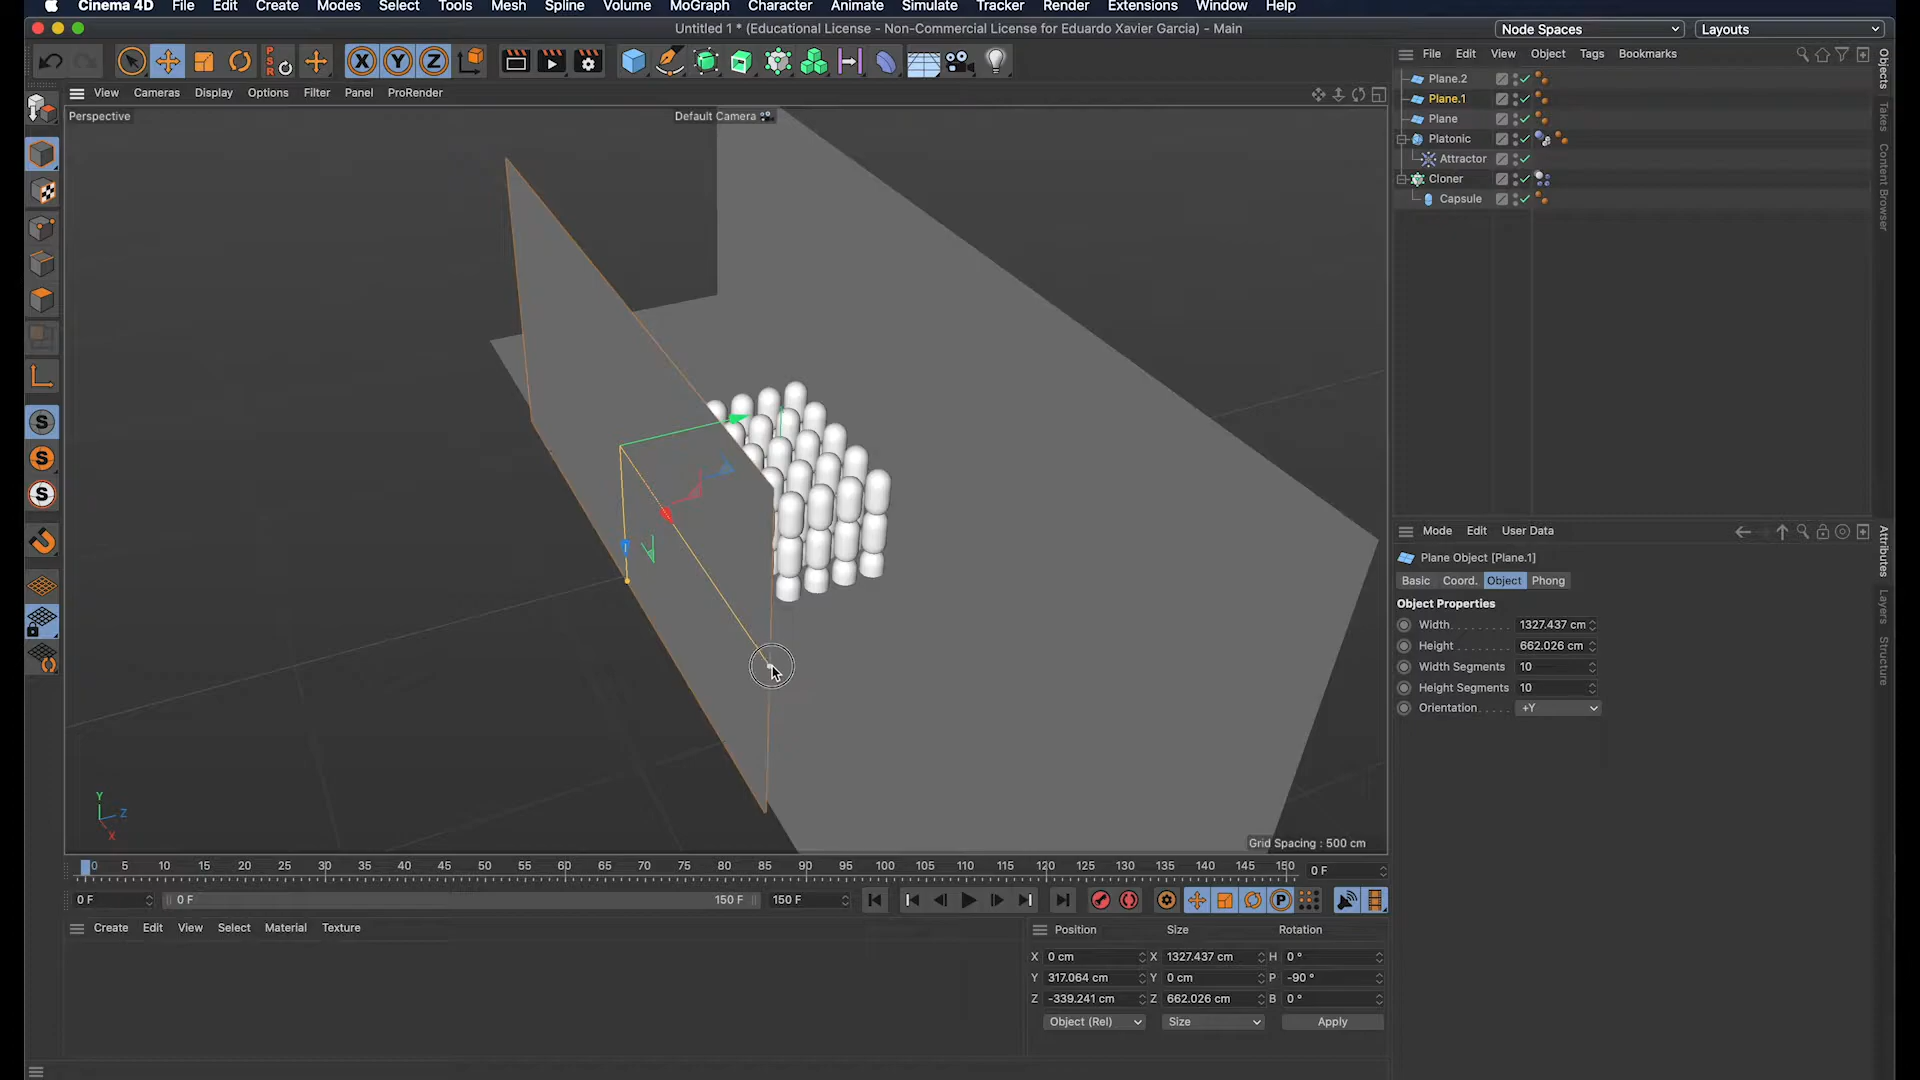 Cinema 4D File Edit Create Modes Select Tools Mesh Spline Volume MoGraph Character Animate Simulate Tracker Render Extensions Window Help
Untitled 1 * (Educational License - Non-Commercial License for Eduardo Xavier Garcia) - Main
Node Spaces Layouts
P S R X Y Z
File Edit View Object Tags Bookmarks
View Cameras Display Options Filter Panel ProRender
Perspective
Default Camera
Plane.2
Plane.1
Plane
Platonic
Attractor
Cloner
Capsule
Objects
Takes
Content Browser
S
S
S
Mode Edit User Data
Plane Object [Plane.1]
Basic Coord. Object Phong
Object Properties
Width 1327.437 cm
Height 662.026 cm
Width Segments 10
Height Segments 10
Orientation +Y
Attributes
Layers
Structure
Y
Z
X
Grid Spacing : 500 cm
0 5 10 15 20 25 30 35 40 45 50 55 60 65 70 75 80 85 90 95 100 105 110 115 120 125 130 135 140 145 150 0 F
0 F 0 F 150 F 150 F P
Create Edit View Select Material Texture
Position Size Rotation
X 0 cm X 1327.437 cm H 0 °
Y 317.064 cm Y 0 cm P -90 °
Z -339.241 cm Z 662.026 cm B 0 °
Object (Rel) Size Apply